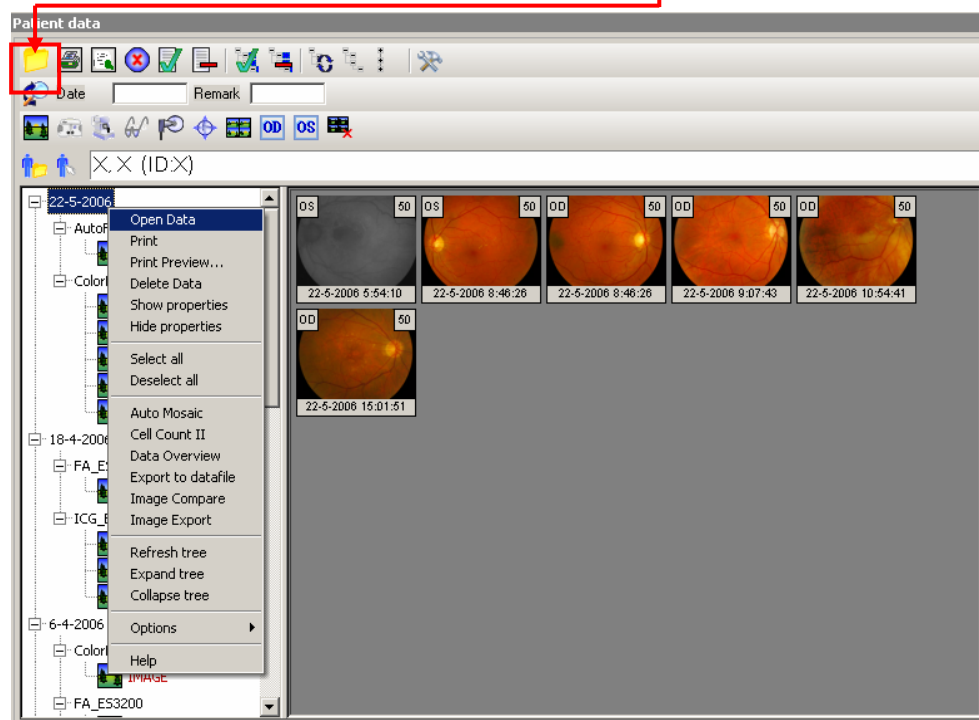 Patient data
Date Remark
OD OS
X, X (ID:X)
22-5-2006
Open Data
Print
Print Preview...
Delete Data
Show properties
Hide properties
Select all
Deselect all
Auto Mosaic
Cell Count II
Data Overview
Export to datafile
Image Compare
Image Export
Refresh tree
Expand tree
Collapse tree
Options
Help
18-4-2006
6-4-2006
IMAGE
FA_ES3200
OS 50
22-5-2006 5:54:10
OS 50
22-5-2006 8:46:26
OD 50
22-5-2006 8:46:26
OD 50
22-5-2006 9:07:43
OD 50
22-5-2006 10:54:41
OD 50
22-5-2006 15:01:51